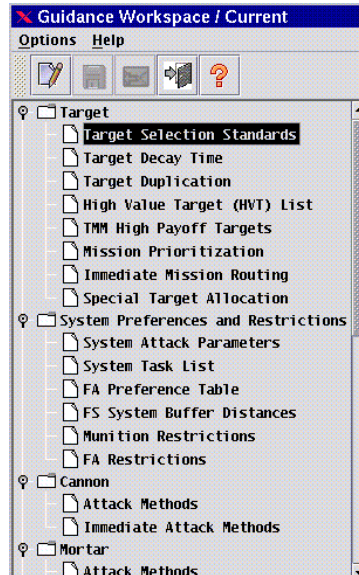 Guidance Workspace / Current
Options Help
Target
Target Selection Standards
Target Decay Time
Target Duplication
High Value Target (HVT) List
TMM High Payoff Targets
Mission Prioritization
Immediate Mission Routing
Special Target Allocation
System Preferences and Restrictions
System Attack Parameters
System Task List
FA Preference Table
FS System Buffer Distances
Munition Restrictions
FA Restrictions
Cannon
Attack Methods
Immediate Attack Methods
Mortar
Attack Methods